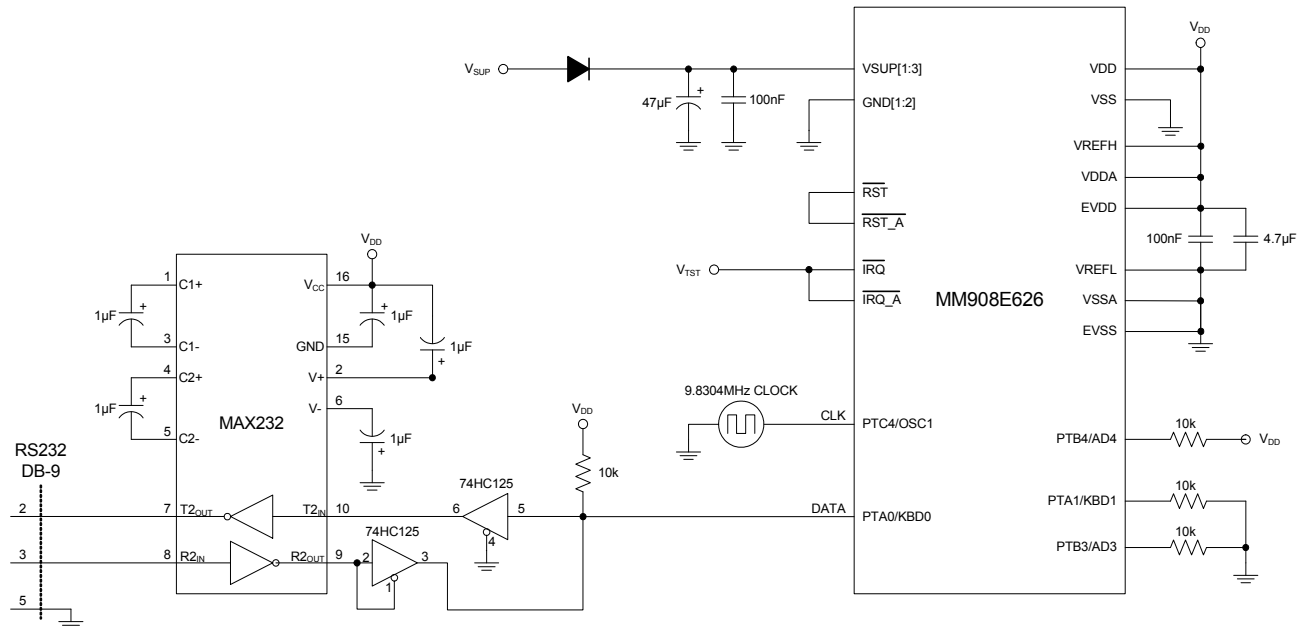 V_DD
V_SUP
VSUP[1:3]
VDD
47µF
+
100nF
GND[1:2]
VSS
VREFH
RST
VDDA
RST_A
EVDD
100nF
4.7µF
V_TST
IRQ
VREFL
IRQ_A
MM908E626
VSSA
EVSS
V_DD
1
C1+
V_CC
16
1µF
+
+
1µF
3
C1-
GND
15
1µF
+
4
C2+
V+
2
1µF
+
V-
6
MAX232
5
C2-
1µF
+
9.8304MHz CLOCK
CLK
PTC4/OSC1
PTB4/AD4
10k
V_DD
V_DD
10k
RS232
DB-9
74HC125
PTA1/KBD1
10k
2
7
T2OUT
T2IN
10
6
5
4
DATA
PTA0/KBD0
74HC125
PTB3/AD3
10k
3
8
R2IN
R2OUT
9
2
3
1
5